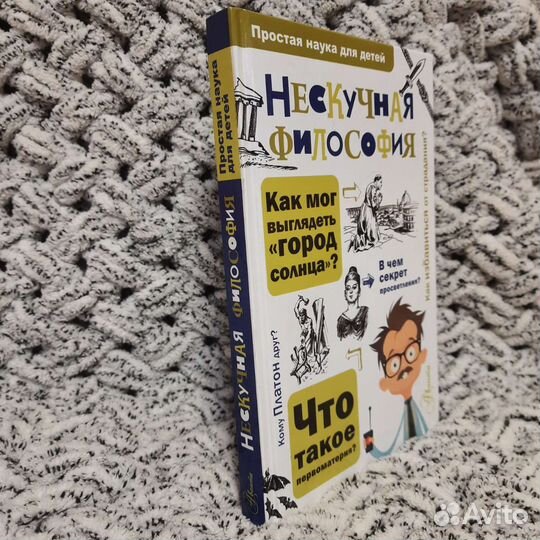 Простая наука для детей
НЕСКУЧНАЯ
ФИЛОСОФИЯ
Как мог
выглядеть
«город
солнца»?
В чем
секрет
просветления?
как избавиться от страдания?
Кому Платон друг?
Что
такое
первоматерия?
Простая наука
для детей
НЕСКУЧНАЯ ФИЛОСОФИЯ
Avito